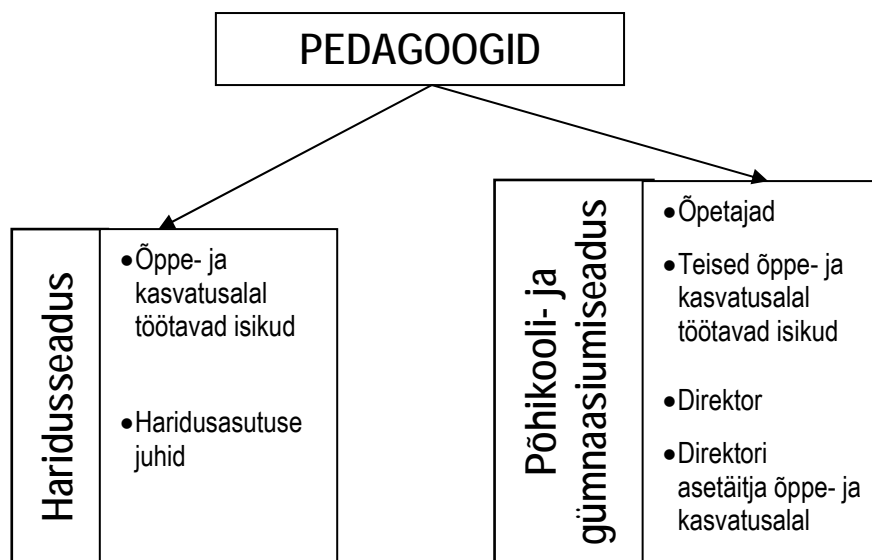 PEDAGOOGID
Haridusseadus
•Õppe- ja
kasvatusalal
töötavad isikud
•Haridusasutuse
juhid
Põhikooli- ja
gümnaasiumiseadus
•Õpetajad
•Teised õppe- ja
kasvatusalal
töötavad isikud
•Direktor
•Direktori
asetäitja õppe- ja
kasvatusalal